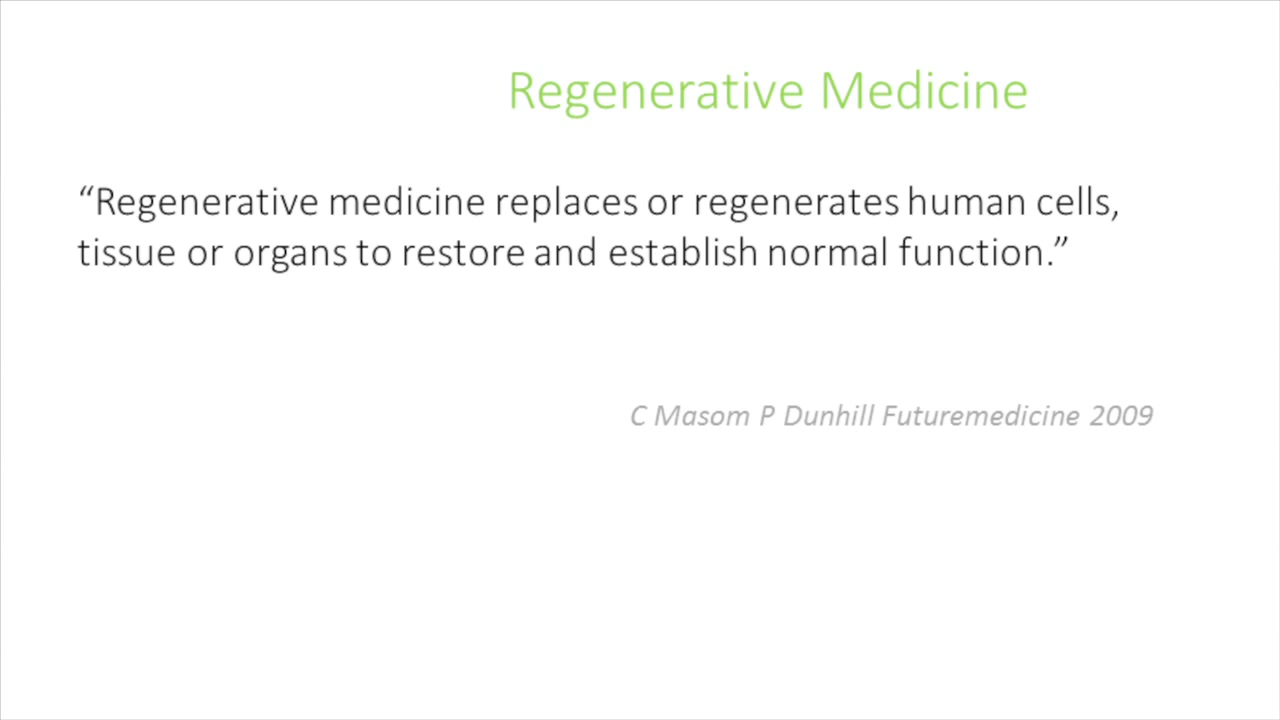 Regenerative Medicine
“Regenerative medicine replaces or regenerates human cells,
tissue or organs to restore and establish normal function.”
C Masom P Dunhill Futuremedicine 2009